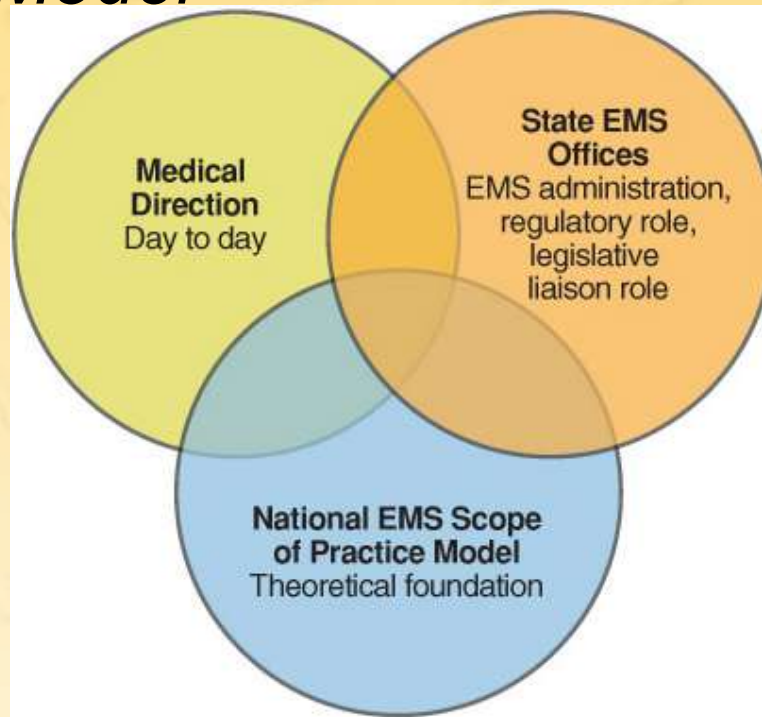 Medical
Direction
Day to day
State EMS
Offices
EMS administration,
regulatory role,
legislative
liaison role
National EMS Scope
of Practice Model
Theoretical foundation